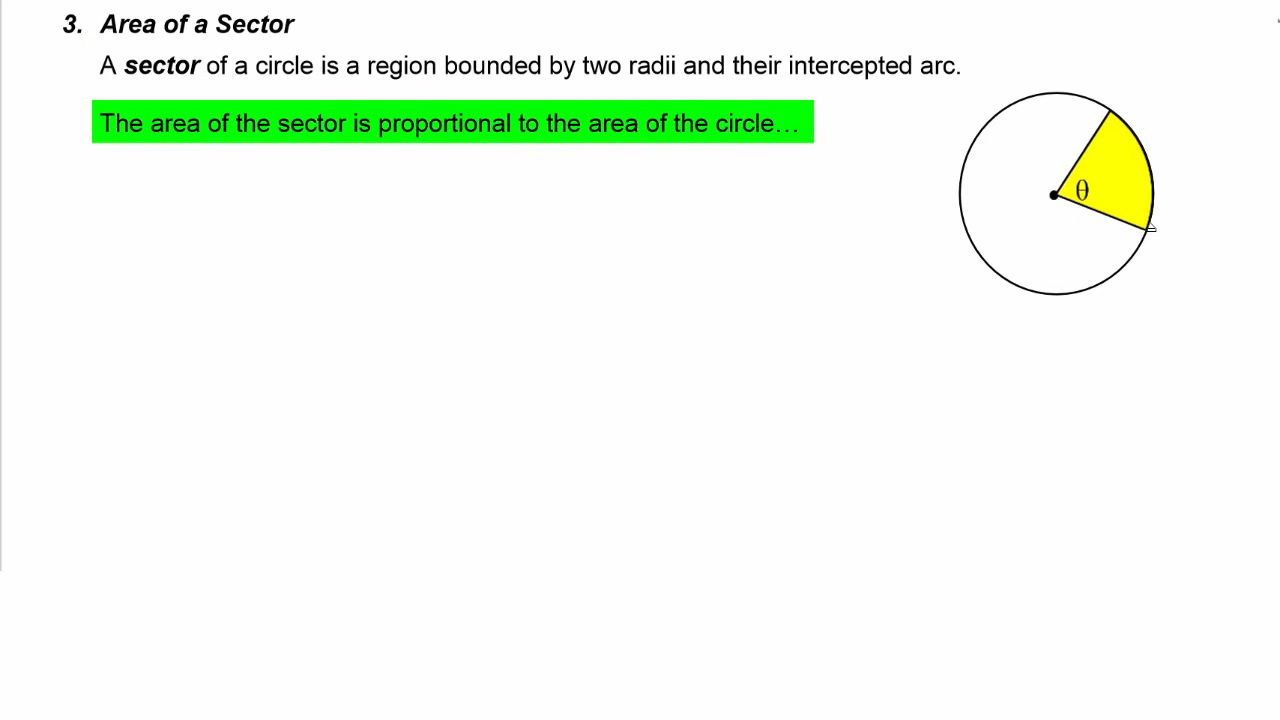 3. Area of a Sector
A sector of a circle is a region bounded by two radii and their intercepted arc.
The area of the sector is proportional to the area of the circle…
θ